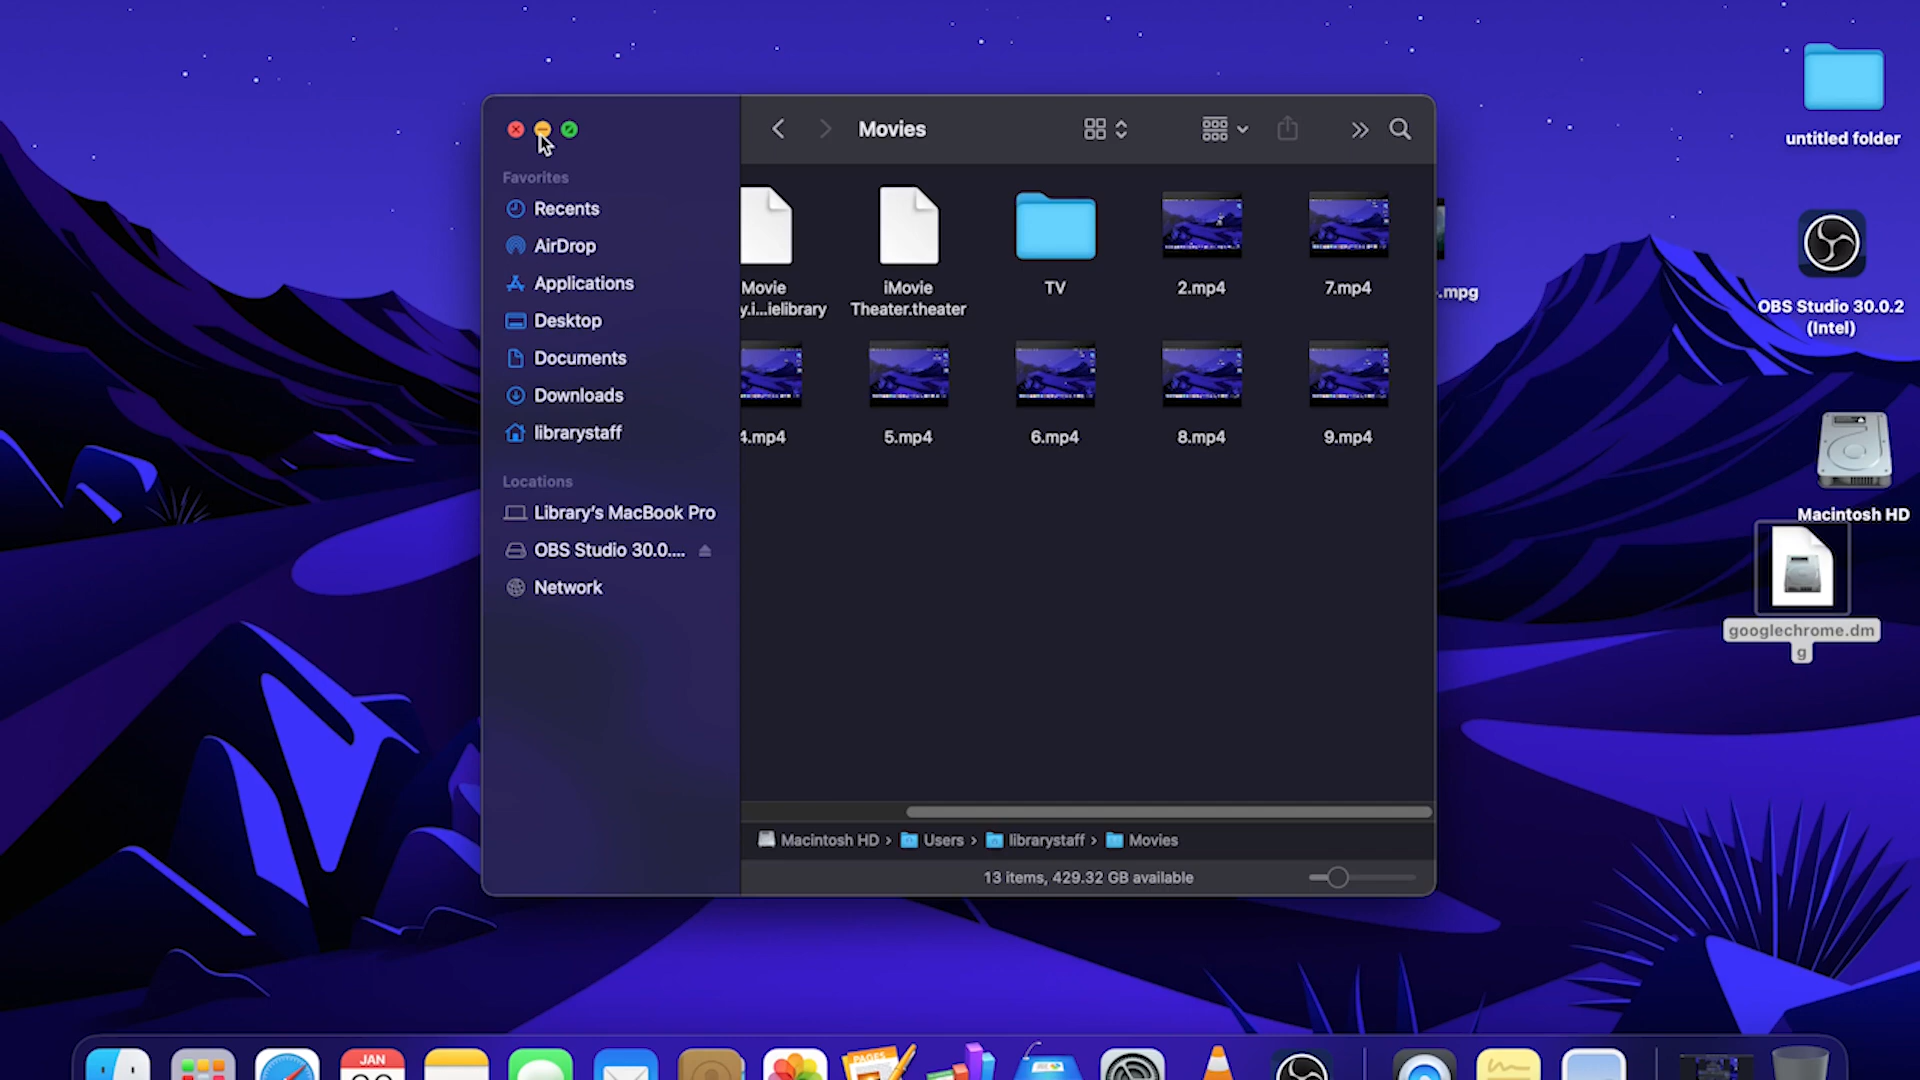 Movies
Favorites
Recents
AirDrop
Applications
Desktop
Documents
Downloads
librarystaff
Locations
Library's MacBook Pro
OBS Studio 30.0....
Network
Movie
y.i...ielibrary
iMovie
Theater.theater
TV
2.mp4
7.mp4
4.mp4
5.mp4
6.mp4
8.mp4
9.mp4
Macintosh HD › Users › librarystaff › Movies
13 items, 429.32 GB available
untitled folder
.mpg
OBS Studio 30.0.2
(Intel)
Macintosh HD
googlechrome.dm
g
JAN
PAGES